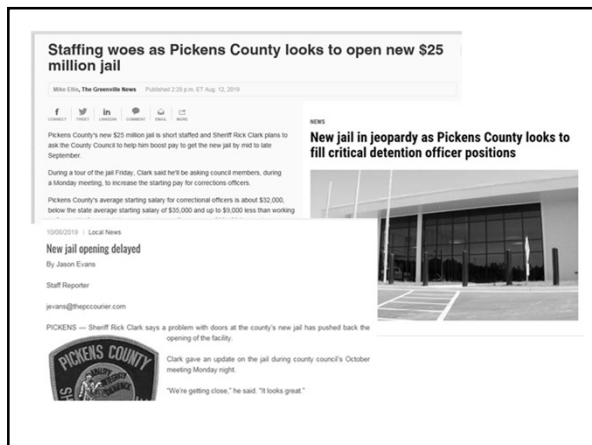 Staffing woes as Pickens County looks to open new $25
million jail
Mike Ellis, The Greenville News Published 2:28 p.m. ET Aug. 12, 2019
CONNECT TWEET LINKEDIN COMMENT EMAIL MORE
Pickens County's new $25 million jail is short staffed and Sheriff Rick Clark plans to
ask the County Council to help him boost pay to get the new jail by mid to late
September.
During a tour of the jail Friday, Clark said he'll be asking council members, during
a Monday meeting, to increase the starting pay for corrections officers.
Pickens County's average starting salary for correctional officers is about $32,000,
below the state average starting salary of $35,000 and up to $9,000 less than working
NEWS
New jail in jeopardy as Pickens County looks to
fill critical detention officer positions
10/08/2019 | Local News
New jail opening delayed
By Jason Evans
Staff Reporter
jevans@thepccourier.com
PICKENS — Sheriff Rick Clark says a problem with doors at the county's new jail has pushed back the
opening of the facility.
Clark gave an update on the jail during county council's October
meeting Monday night.
"We're getting close," he said. "It looks great."
PICKENS COUNTY